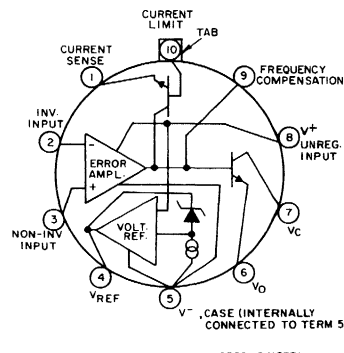 CURRENT
LIMIT
TAB
10
CURRENT
SENSE
1
9
FREQUENCY
COMPENSATION
INV.
INPUT
2
8
V+
UNREG.
INPUT
-
ERROR
AMPL.
+
3
NON-INV
INPUT
VOLT.
REF.
7
VC
4
VREF
5
6
VO
V-, CASE (INTERNALLY
CONNECTED TO TERM 5